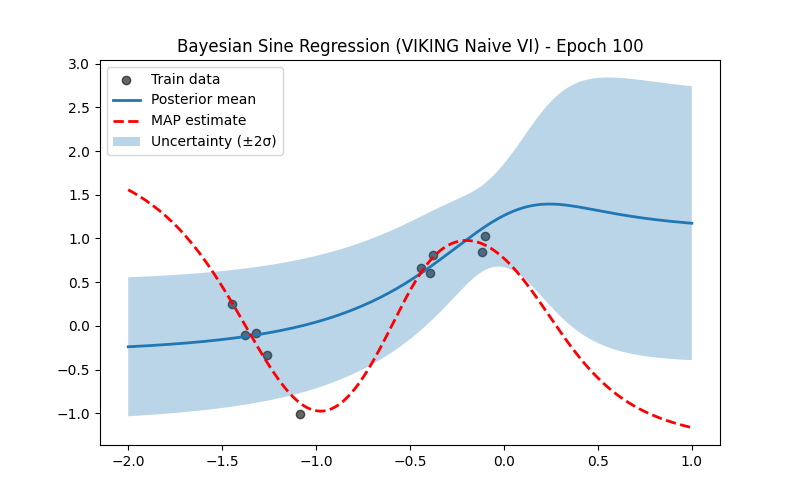 Bayesian Sine Regression (VIKING Naive VI) - Epoch 100
Train data
Posterior mean
MAP estimate
Uncertainty (±2σ)
3.0
2.5
2.0
1.5
1.0
0.5
0.0
−0.5
−1.0
−2.0 −1.5 −1.0 −0.5 0.0 0.5 1.0